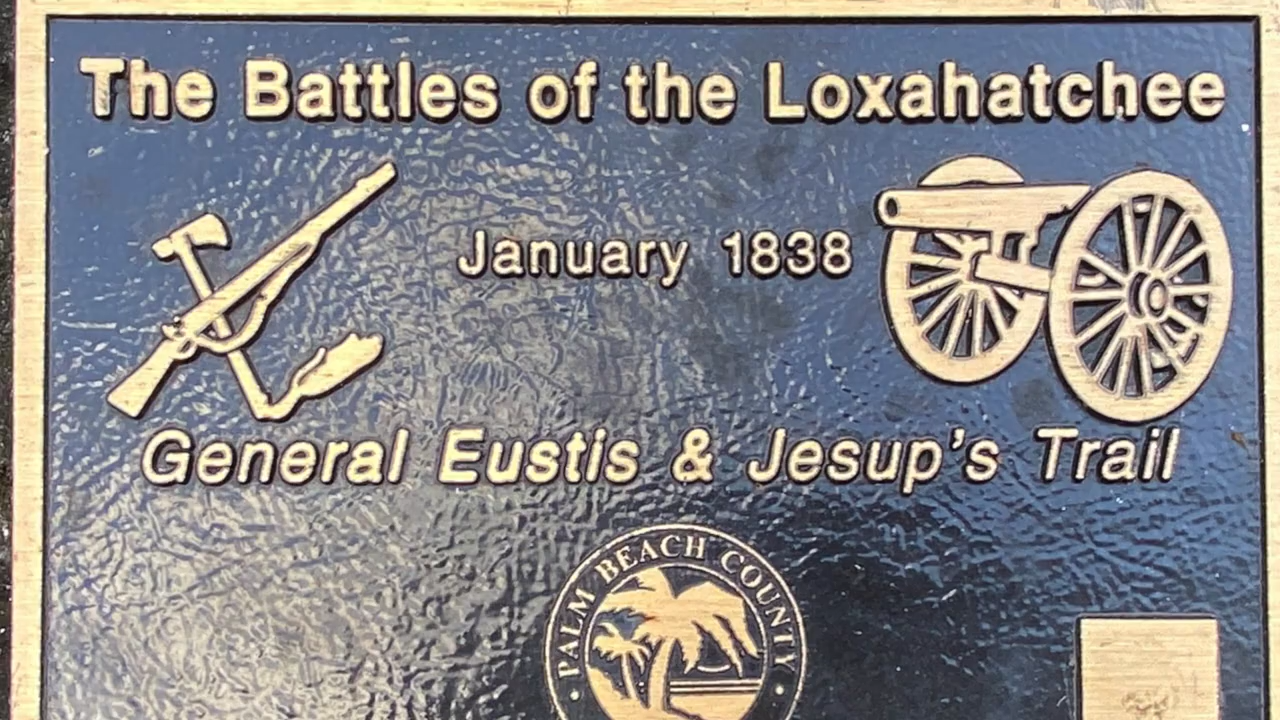 The Battles of the Loxahatchee
January 1838
General Eustis & Jesup's Trail
PALM BEACH COUNTY